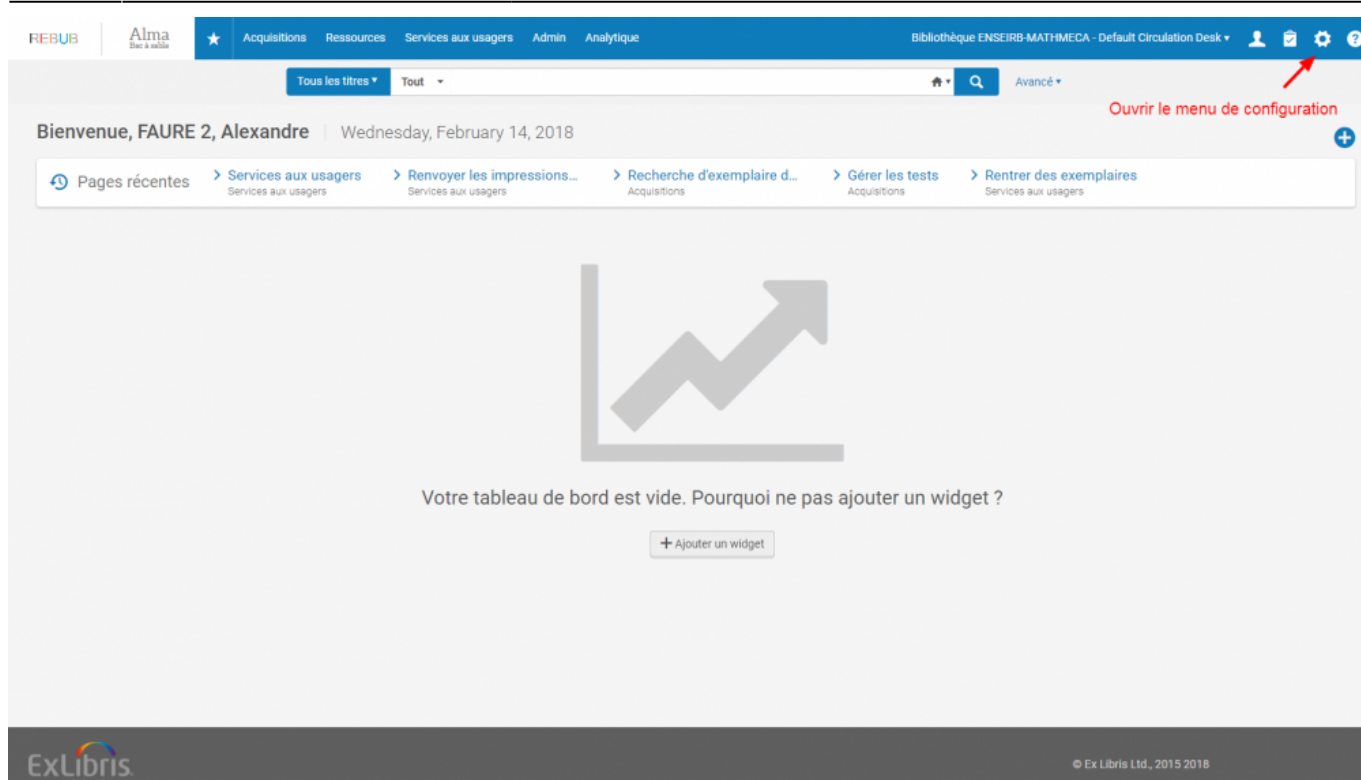 REBUB Alma Acquisitions Ressources Services aux usagers Admin Analytique Bibliothèque ENSEIRB-MATHMECA - Default Circulation Desk
Bac à sable
Tous les titres Tout Avancé
Ouvrir le menu de configuration
Bienvenue, FAURE 2, Alexandre Wednesday, February 14, 2018
Pages récentes Services aux usagers Renvoyer les impressions... Recherche d'exemplaire d... Gérer les tests Rentrer des exemplaires
Services aux usagers Services aux usagers Acquisitions Acquisitions Services aux usagers
Votre tableau de bord est vide. Pourquoi ne pas ajouter un widget ?
+ Ajouter un widget
ExLibris. © Ex Libris Ltd., 2015 2018